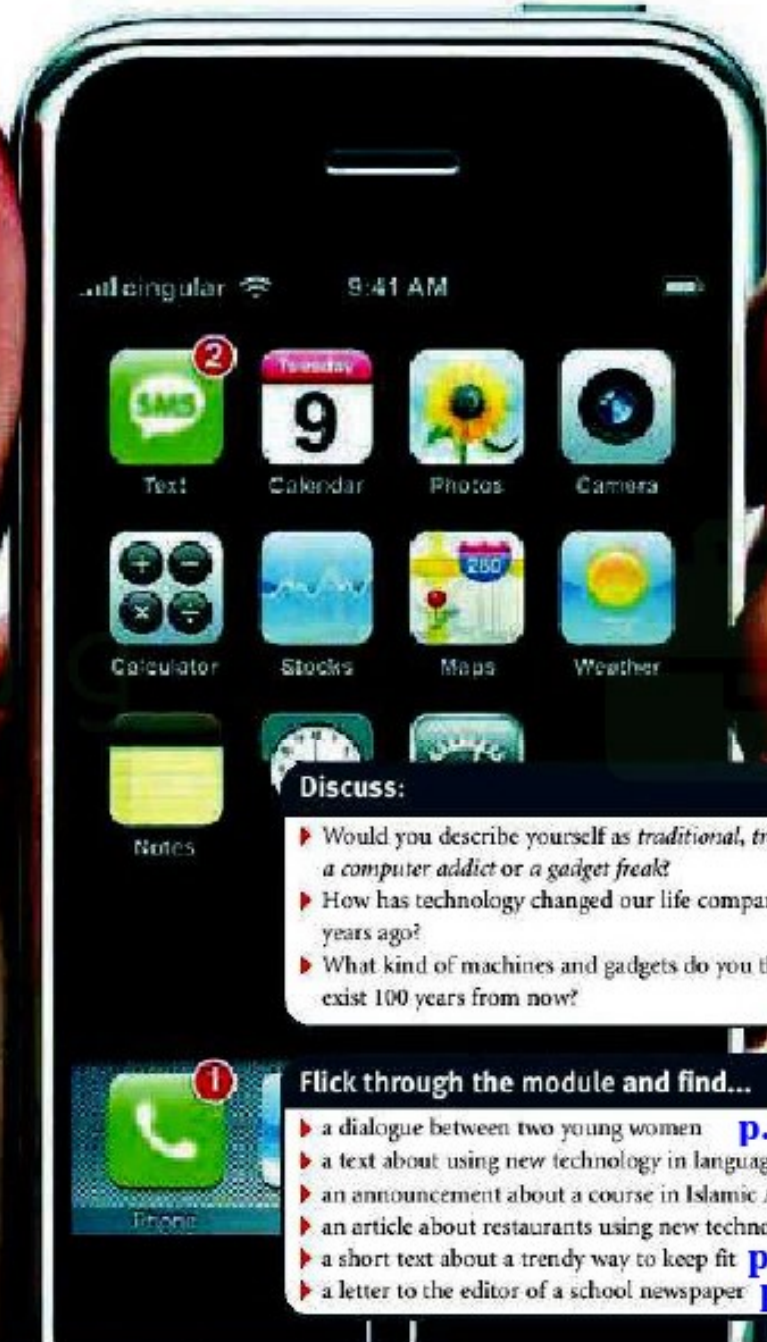 cingular 9:41 AM
2
SMS
Tuesday
9
280
Text Calendar Photos Camera
Calculator Stocks Maps Weather
Notes
Discuss:
Would you describe yourself as traditional,
a computer addict or a gadget freak?
How has technology changed our life
years ago?
What kind of machines and gadgets do you
exist 100 years from now?
1
Phone
Flick through the module and find...
a dialogue between two young women p.
a text about using new technology in
an announcement about a course in Islamic
an article about restaurants using new
a short text about a trendy way to keep fit p
a letter to the editor of a school newspaper